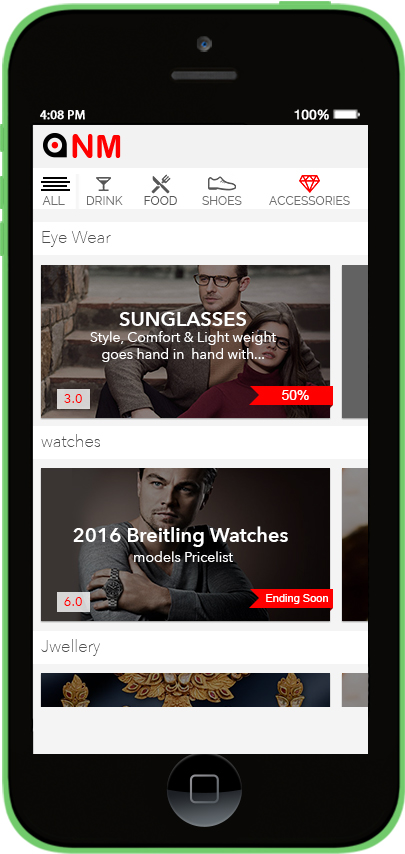 4:08 PM 100%
NM
ALL DRINK FOOD SHOES ACCESSORIES
Eye Wear
SUNGLASSES
Style, Comfort & Light weight
goes hand in hand with...
3.0 50%
watches
2016 Breitling Watches
models Pricelist
6.0 Ending Soon
Jwellery